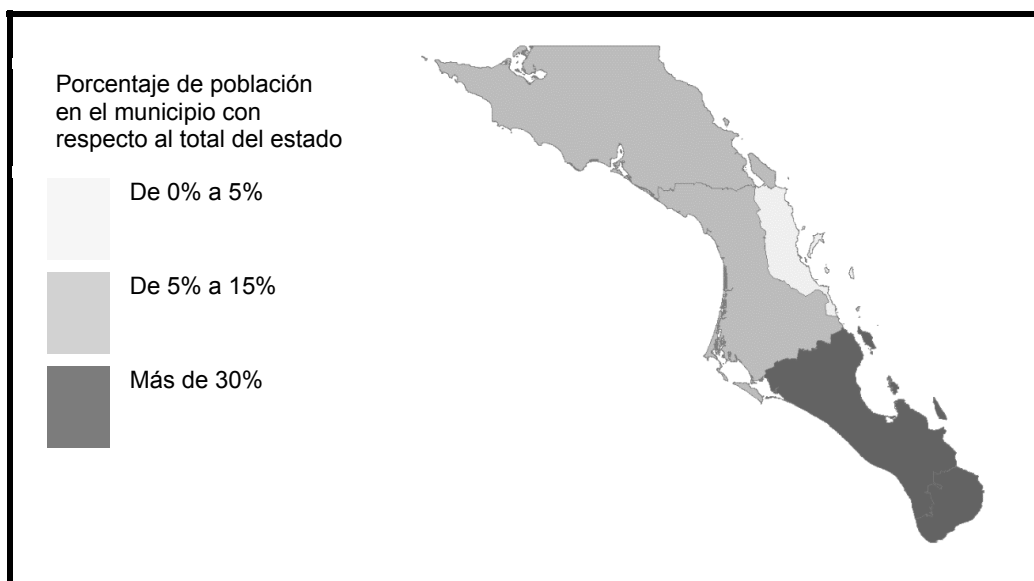 Porcentaje de población
en el municipio con
respecto al total del estado
De 0% a 5%
De 5% a 15%
Más de 30%